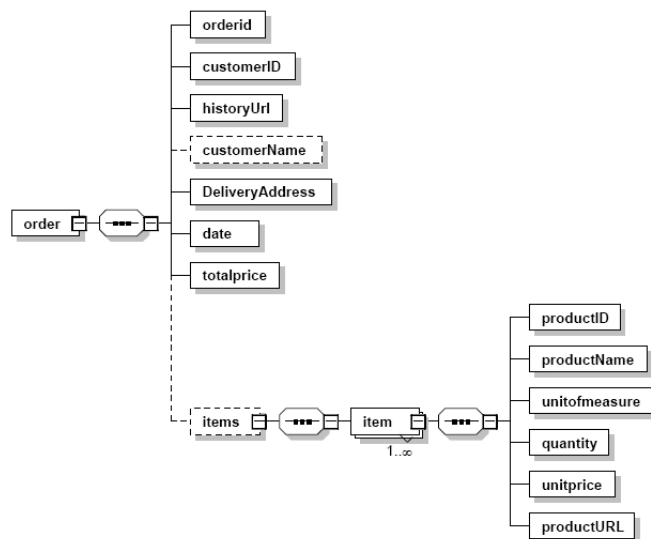 orderid
customerID
historyUrl
customerName
DeliveryAddress
order
date
totalprice
productID
productName
unitofmeasure
items
item
1..∞
quantity
unitprice
productURL